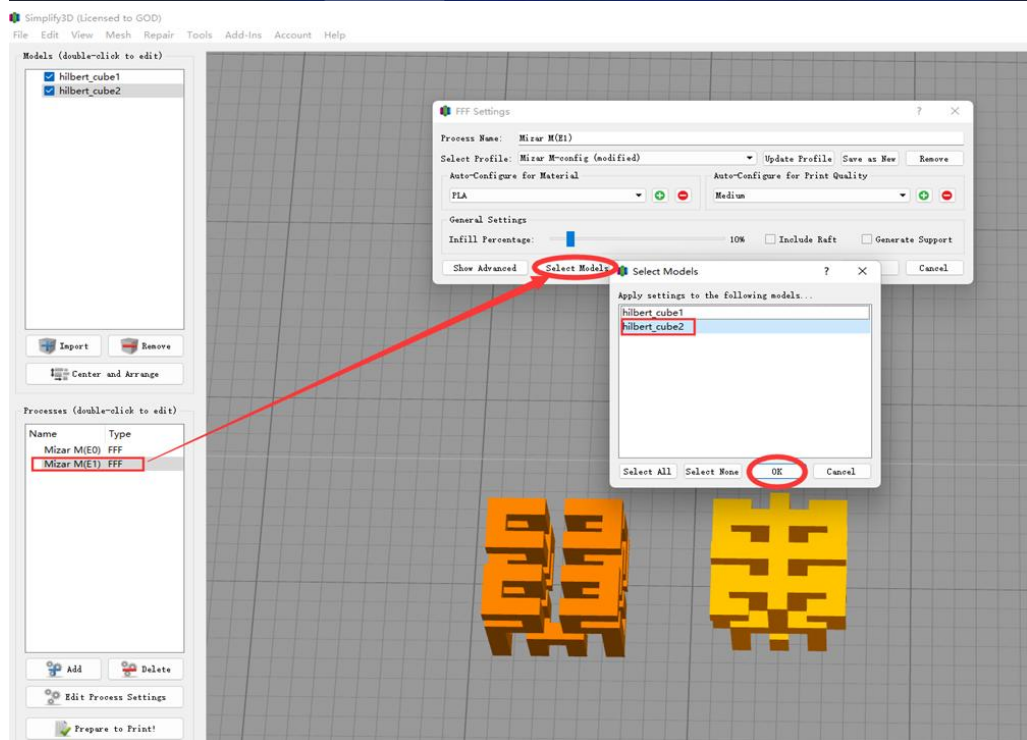 Simplify3D (Licensed to GOD)
File Edit View Mesh Repair Tools Add-Ins Account Help
Models (double-click to edit)
hilbert_cube1
hilbert_cube2
Import Remove
Center and Arrange
Processes (double-click to edit)
Name Type
Mizar M(E0) FFF
Mizar M(E1) FFF
Add Delete
Edit Process Settings
Prepare to Print!
FFF Settings ?
Process Name: Mizar M(E1)
Select Profile: Mizar M-config (modified) Update Profile Save as New Remove
Auto-Configure for Material Auto-Configure for Print Quality
PLA Medium
General Settings
Infill Percentage: 10% Include Raft Generate Support
Show Advanced Select Models Cancel
Select Models ?
Apply settings to the following models...
hilbert_cube1
hilbert_cube2
Select All Select None OK Cancel